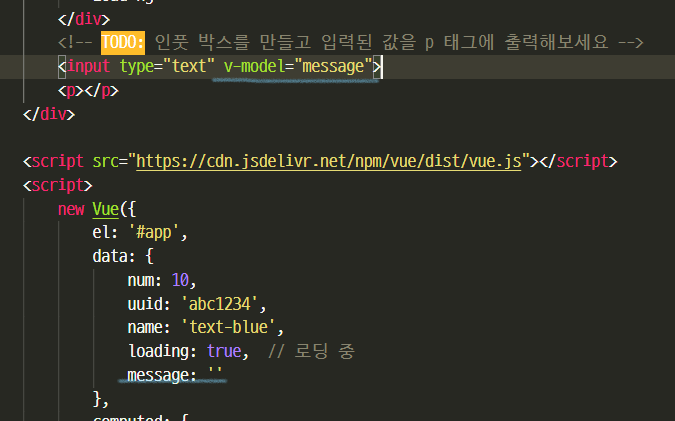 </div>
<!-- TODO: 인풋 박스를 만들고 입력된 값을 p 태그에 출력해보세요 -->
<input type="text" v-model="message">
<p></p>
</div>
<script src="https://cdn.jsdelivr.net/npm/vue/dist/vue.js"></script>
<script>
new Vue({
el: '#app',
data: {
num: 10,
uuid: 'abc1234',
name: 'text-blue',
loading: true, // 로딩 중
message: ''
},